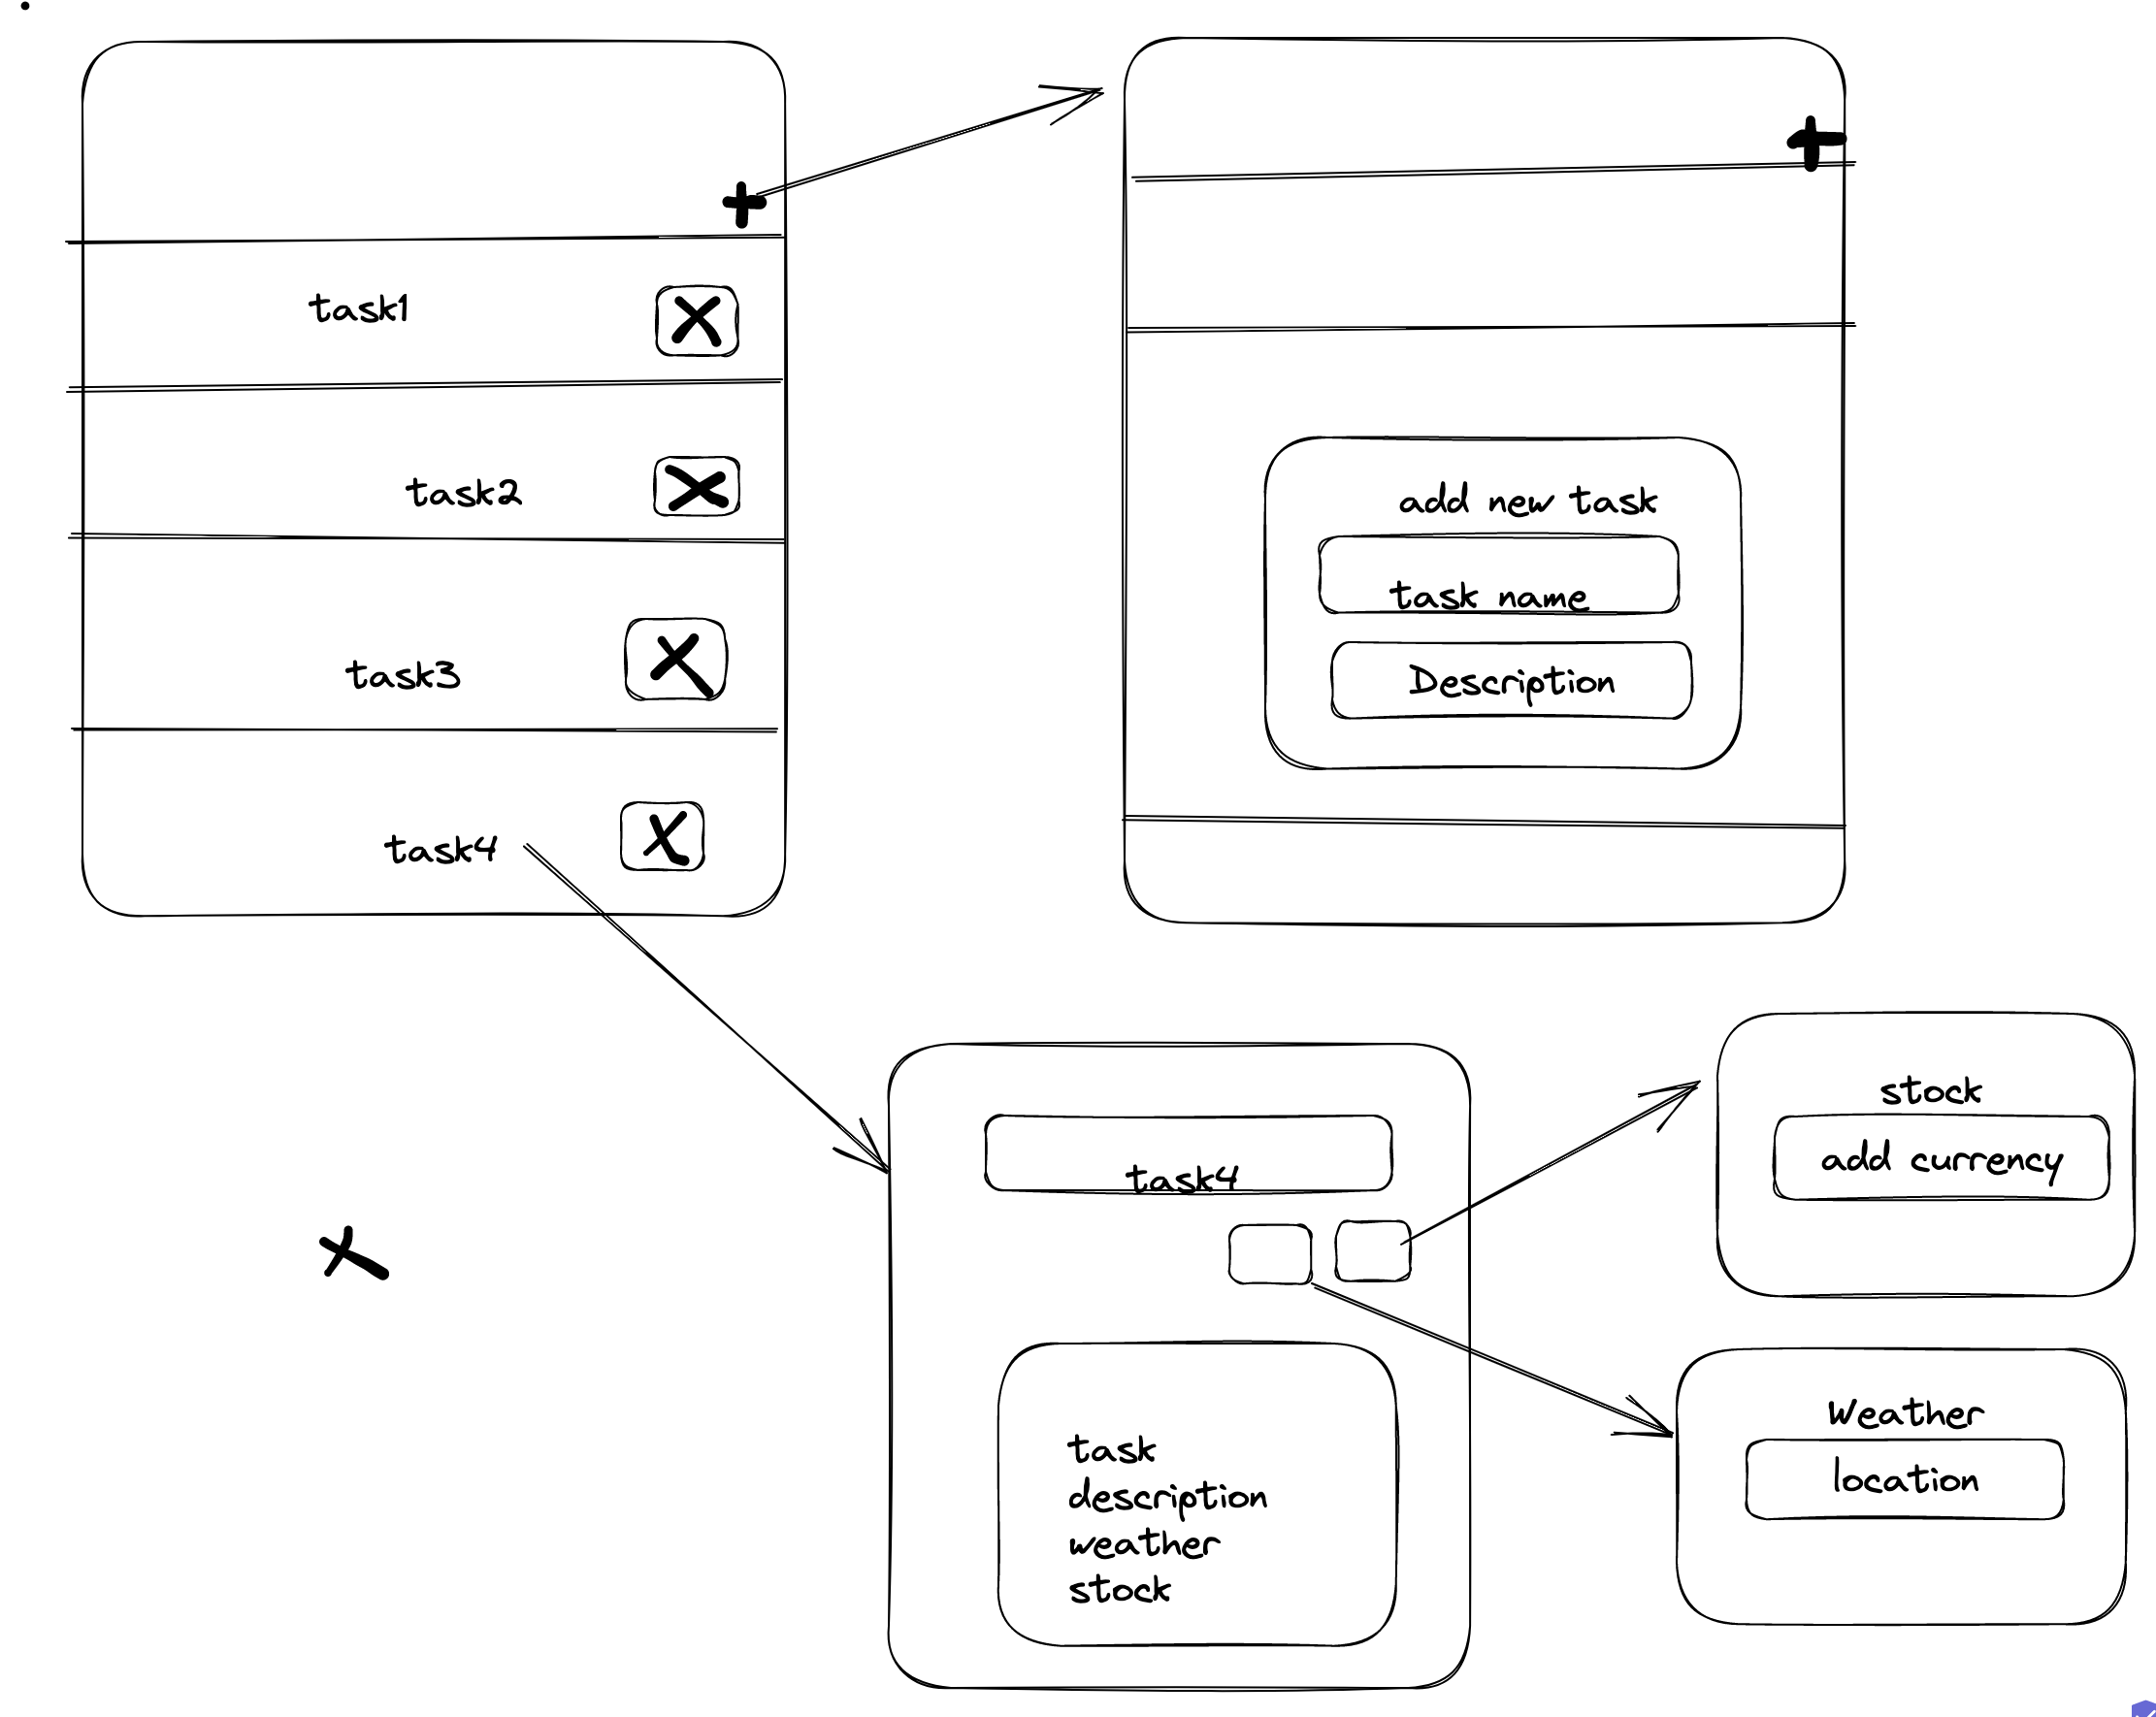 task1
task2
task3
task4
add new task
task name
Description
task4
task
description
weather
stock
stock
add currency
Weather
location